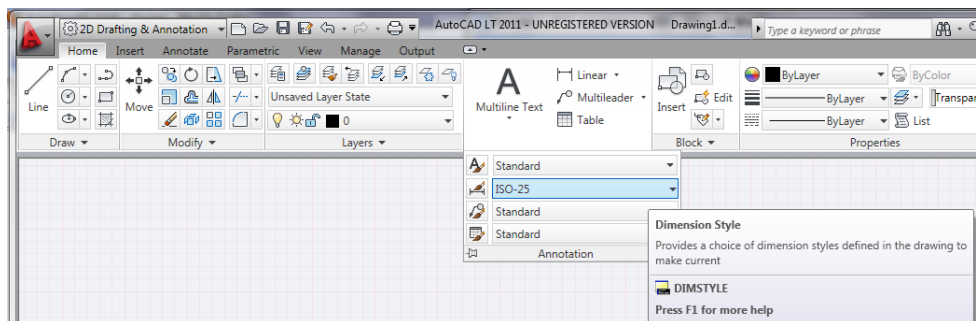 2D Drafting & Annotation AutoCAD LT 2011 - UNREGISTERED VERSION Drawing1.d... Type a keyword or phrase
Home Insert Annotate Parametric View Manage Output
Line Move Unsaved Layer State 0 Multiline Text Linear Multileader Table Insert Edit ByLayer ByColor ByLayer Transpar ByLayer List
Draw Modify Layers Block Properties
Standard
ISO-25
Standard
Standard
Annotation
Dimension Style
Provides a choice of dimension styles defined in the drawing to
make current
DIMSTYLE
Press F1 for more help